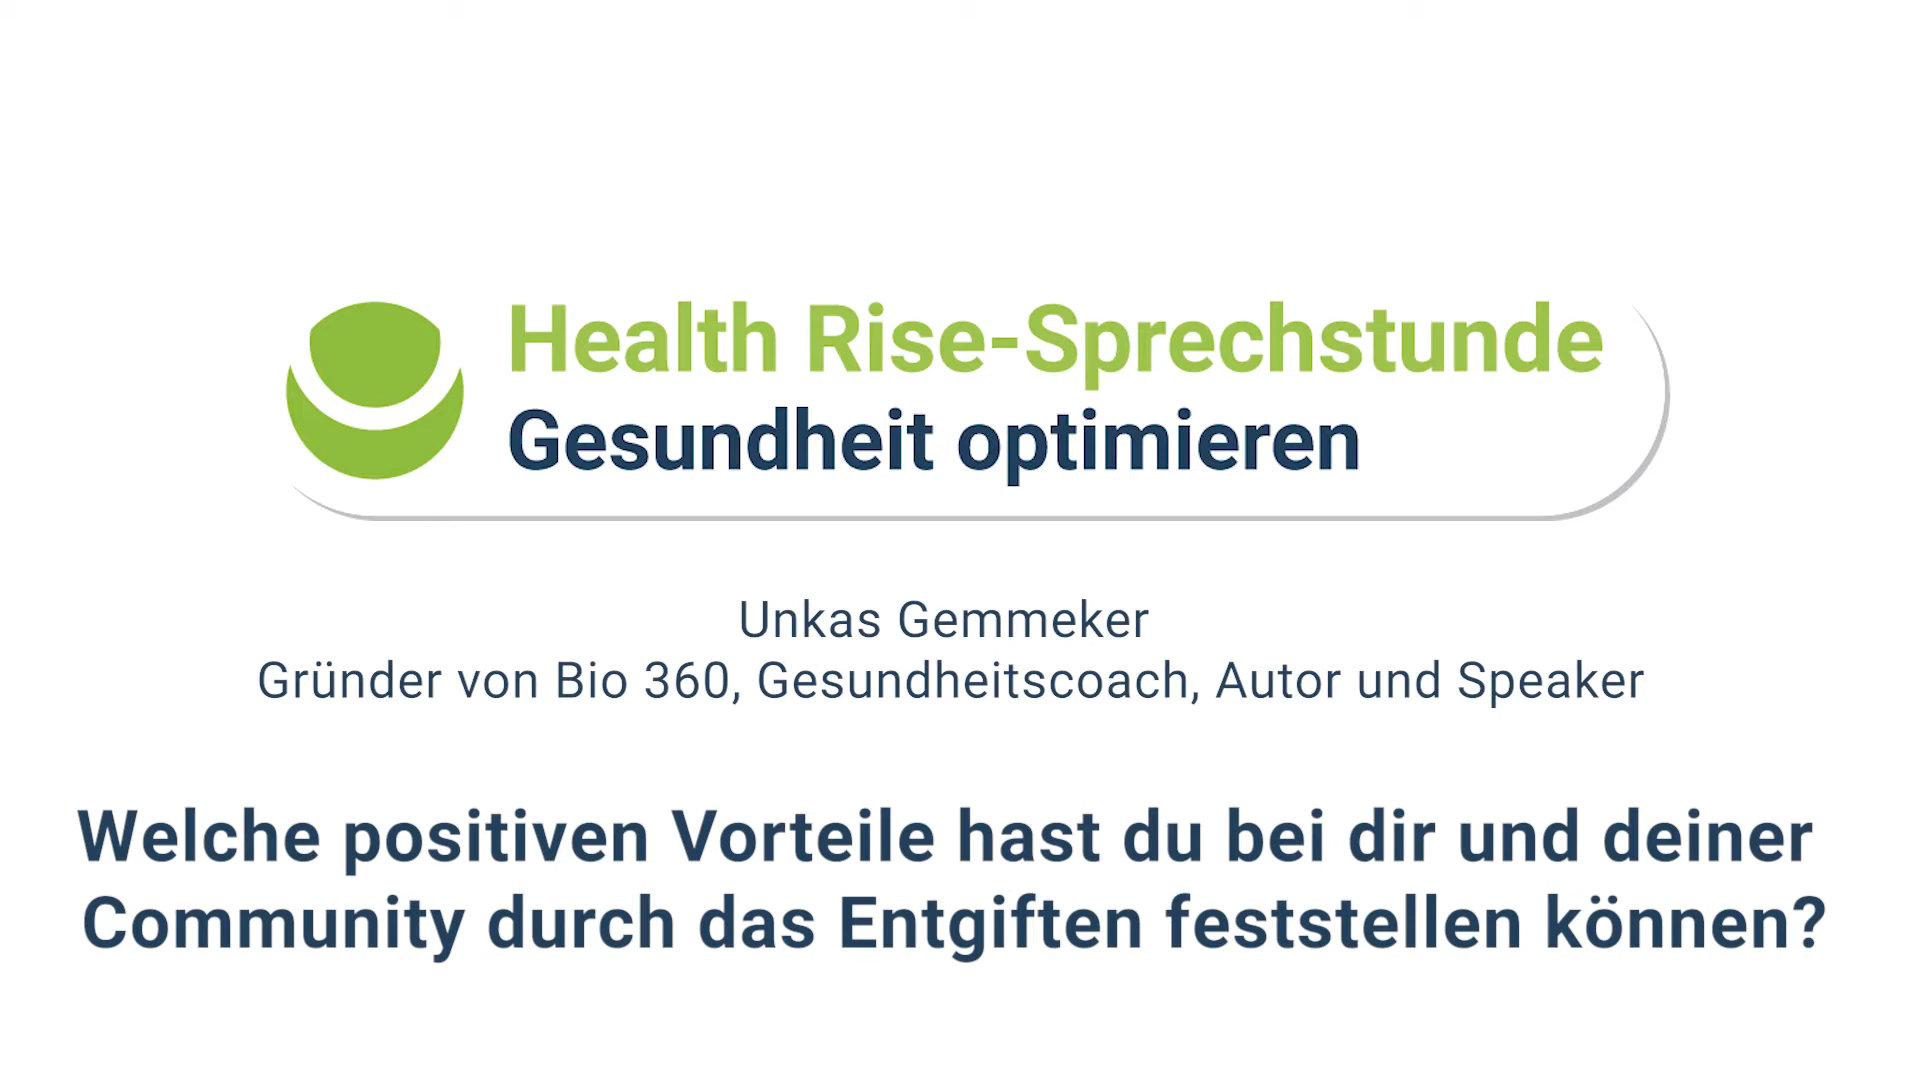 Health Rise-Sprechstunde
Gesundheit optimieren
Unkas Gemmeker
Gründer von Bio 360, Gesundheitscoach, Autor und Speaker
Welche positiven Vorteile hast du bei dir und deiner
Community durch das Entgiften feststellen können?